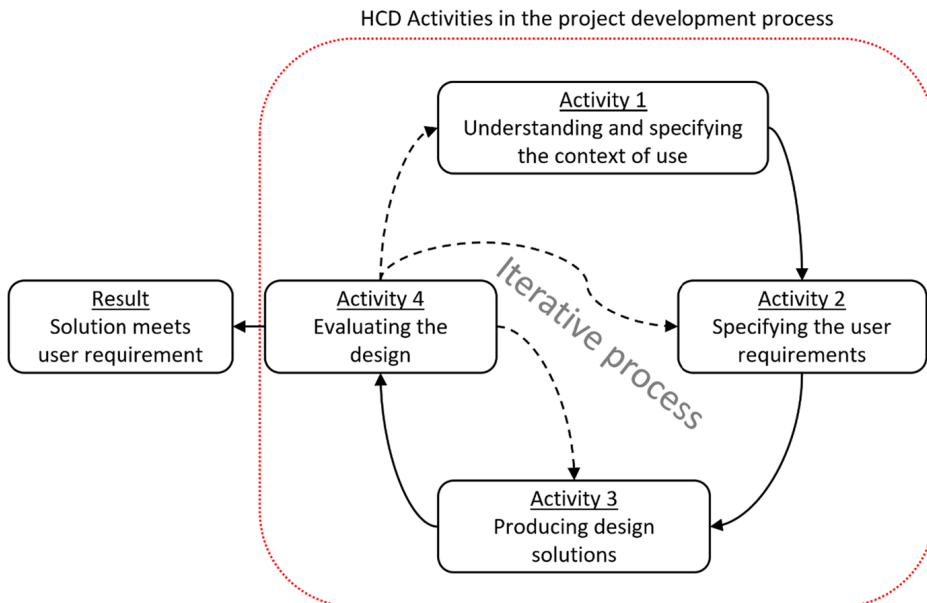 HCD Activities in the project development process
Activity 1
Understanding and specifying
the context of use
Iterative process
Result
Solution meets
user requirement
Activity 4
Evaluating the
design
Activity 2
Specifying the user
requirements
Activity 3
Producing design
solutions